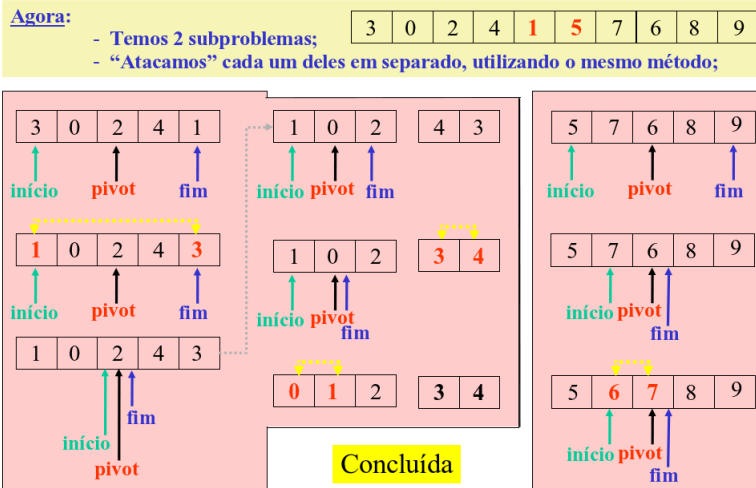 Agora:
3 0 2 4 1 5 7 6 8 9
- Temos 2 subproblemas;
- “Atacamos” cada um deles em separado, utilizando o mesmo método;
3 0 2 4 1
início pivot fim
1 0 2 4 3
início pivot fim
1 0 2 4 3
fim
início
pivot
1 0 2
4 3
início pivot fim
1 0 2
3 4
início pivot
fim
0 1 2
3 4
Concluída
5 7 6 8 9
início pivot fim
5 7 6 8 9
início pivot
fim
5 6 7 8 9
início pivot
fim